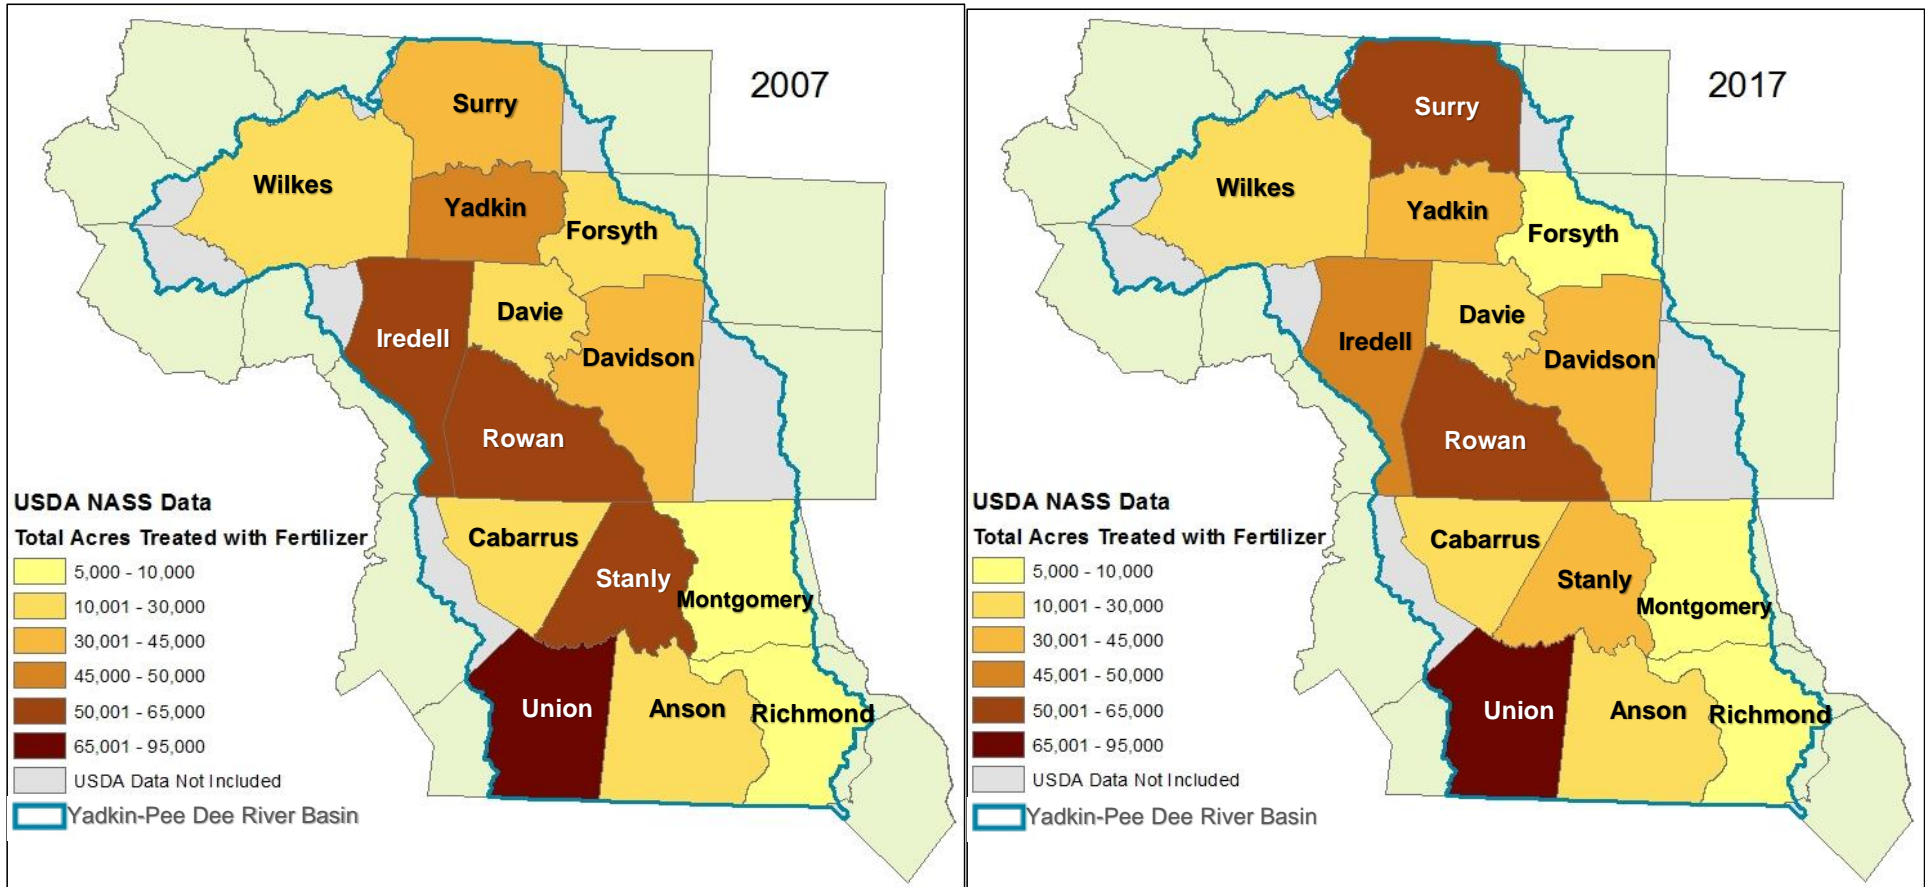 2007
Surry
Wilkes
Yadkin
Forsyth
Davie
Iredell
Davidson
Rowan
USDA NASS Data
Total Acres Treated with Fertilizer
Cabarrus
Stanly
Montgomery
5,000 - 10,000
10,001 - 30,000
30,001 - 45,000
45,000 - 50,000
50,001 - 65,000
65,001 - 95,000
USDA Data Not Included
Yadkin-Pee Dee River Basin
Union
Anson
Richmond
2017
Surry
Wilkes
Yadkin
Forsyth
Davie
Iredell
Davidson
Rowan
USDA NASS Data
Total Acres Treated with Fertilizer
Cabarrus
Stanly
Montgomery
5,000 - 10,000
10,001 - 30,000
30,001 - 45,000
45,001 - 50,000
50,001 - 65,000
65,001 - 95,000
USDA Data Not Included
Yadkin-Pee Dee River Basin
Union
Anson
Richmond